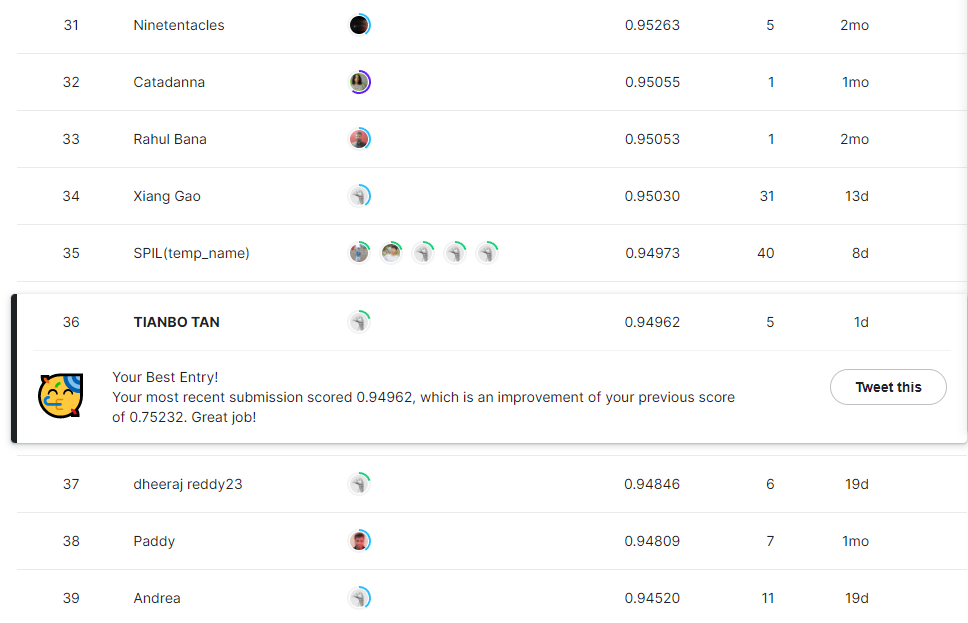 31 Ninetentacles 0.95263 5 2mo
32 Catadanna 0.95055 1 1mo
33 Rahul Bana 0.95053 1 2mo
34 Xiang Gao 0.95030 31 13d
35 SPIL(temp_name) 0.94973 40 8d
36 TIANBO TAN 0.94962 5 1d
Your Best Entry!
Your most recent submission scored 0.94962, which is an improvement of your previous score
of 0.75232. Great job!
Tweet this
37 dheeraj reddy23 0.94846 6 19d
38 Paddy 0.94809 7 1mo
39 Andrea 0.94520 11 19d